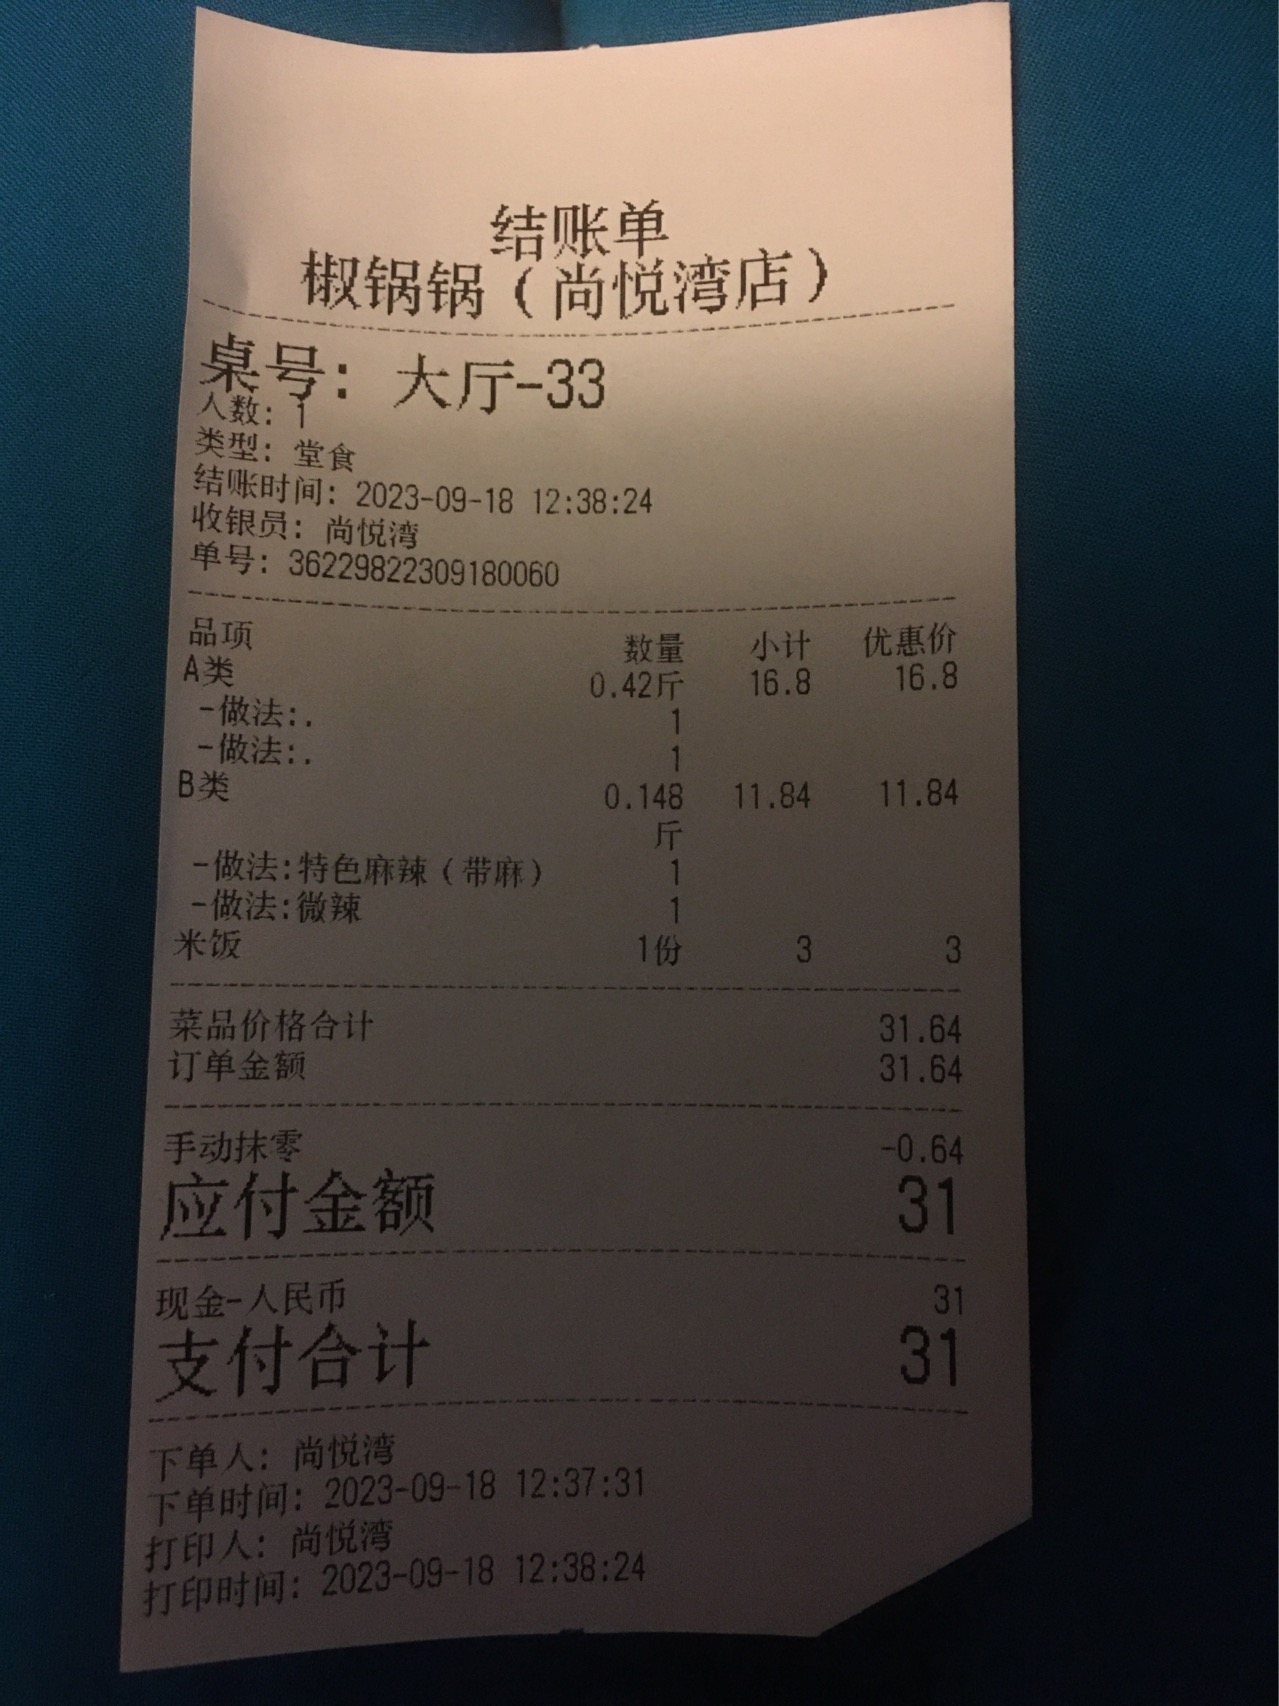 结账单
椒锅锅（尚悦湾店）
桌号：大厅-33
人数：1
类型：堂食
结账时间：2023-09-18 12:38:24
收银员：尚悦湾
单号：36229822309180060
品项 数量 小计 优惠价
A类 0.42斤 16.8 16.8
-做法:. 1
-做法:. 1
B类 0.148 11.84 11.84
斤
-做法:特色麻辣（带麻） 1
-做法:微辣 1
米饭 1份 3 3
菜品价格合计 31.64
订单金额 31.64
手动抹零 -0.64
应付金额 31
现金-人民币 31
支付合计 31
下单人：尚悦湾
下单时间：2023-09-18 12:37:31
打印人：尚悦湾
打印时间：2023-09-18 12:38:24